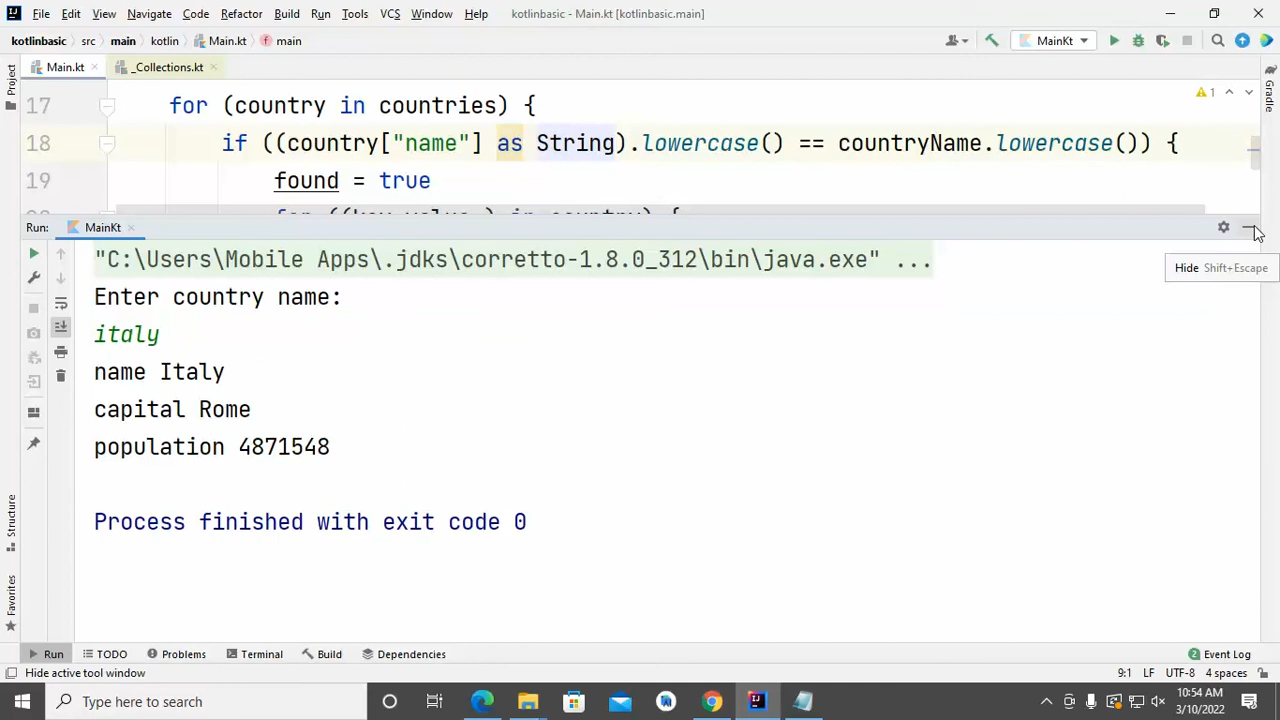 File Edit View Navigate Code Refactor Build Run Tools VCS Window Help kotlinbasic - Main.kt [kotlinbasic.main]
kotlinbasic src main kotlin Main.kt main MainKt
Main.kt _Collections.kt
Project
Gradle
17 for (country in countries) {
1
18 if ((country["name"] as String).lowercase() == countryName.lowercase()) {
19 found = true
Run: MainKt
"C:\Users\Mobile Apps\.jdks\corretto-1.8.0_312\bin\java.exe" ...
Hide Shift+Escape
Enter country name:
italy
name Italy
capital Rome
population 4871548
Process finished with exit code 0
Structure
Favorites
Run TODO Problems Terminal Build Dependencies 2 Event Log
Hide active tool window 9:1 LF UTF-8 4 spaces
Type here to search
10:54 AM
3/10/2022